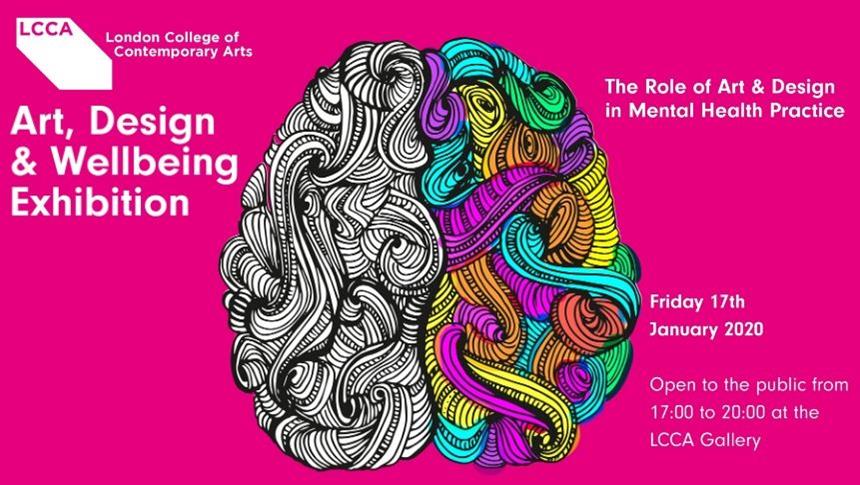 LCCA
London College of
Contemporary Arts
Art, Design
& Wellbeing
Exhibition
The Role of Art & Design
in Mental Health Practice
Friday 17th
January 2020
Open to the public from
17:00 to 20:00 at the
LCCA Gallery